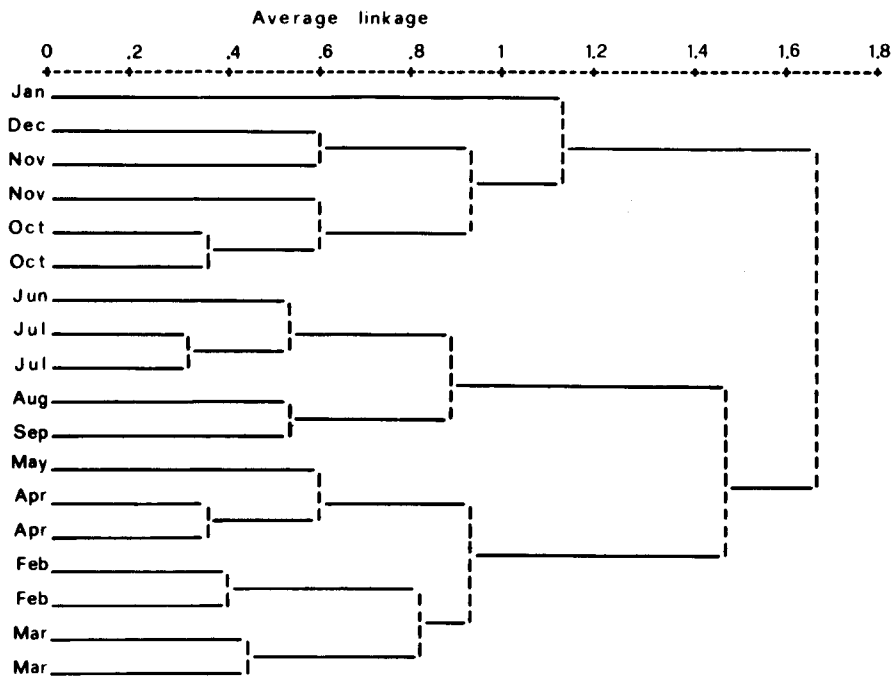 Average linkage
0 .2 .4 .6 .8 1 1.2 1.4 1.6 1.8
Jan
Dec
Nov
Nov
Oct
Oct
Jun
Jul
Jul
Aug
Sep
May
Apr
Apr
Feb
Feb
Mar
Mar